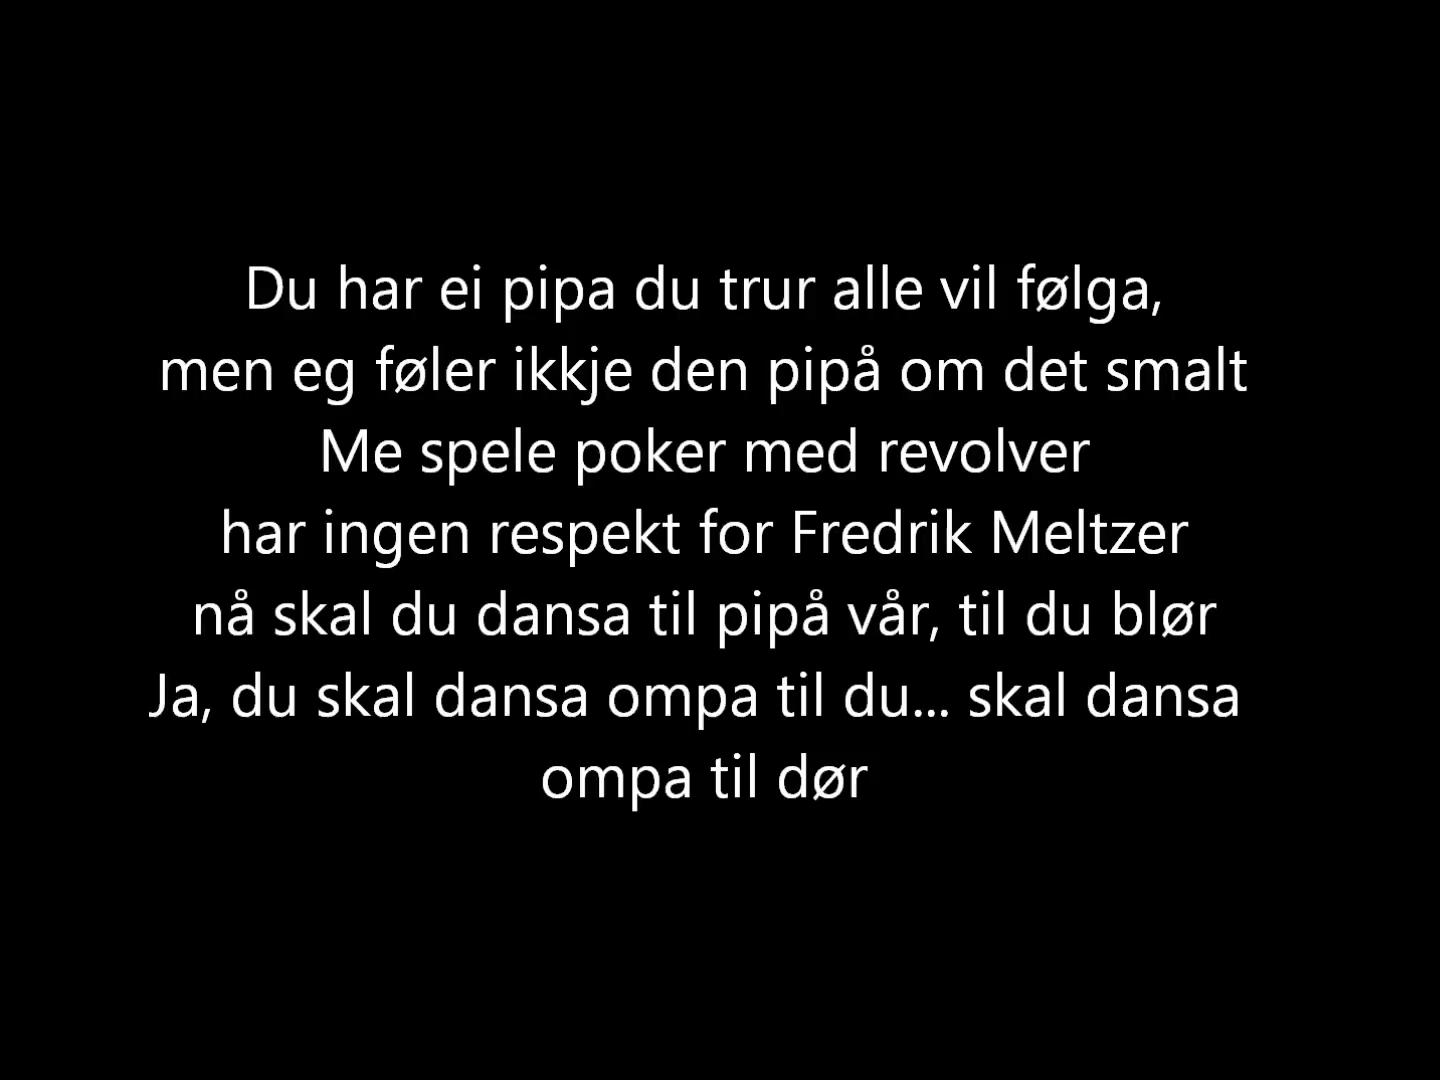 Du har ei pipa du trur alle vil følga,
men eg føler ikkje den pipå om det smalt
Me spele poker med revolver
har ingen respekt for Fredrik Meltzer
nå skal du dansa til pipå vår, til du blør
Ja, du skal dansa ompa til du... skal dansa
ompa til dør